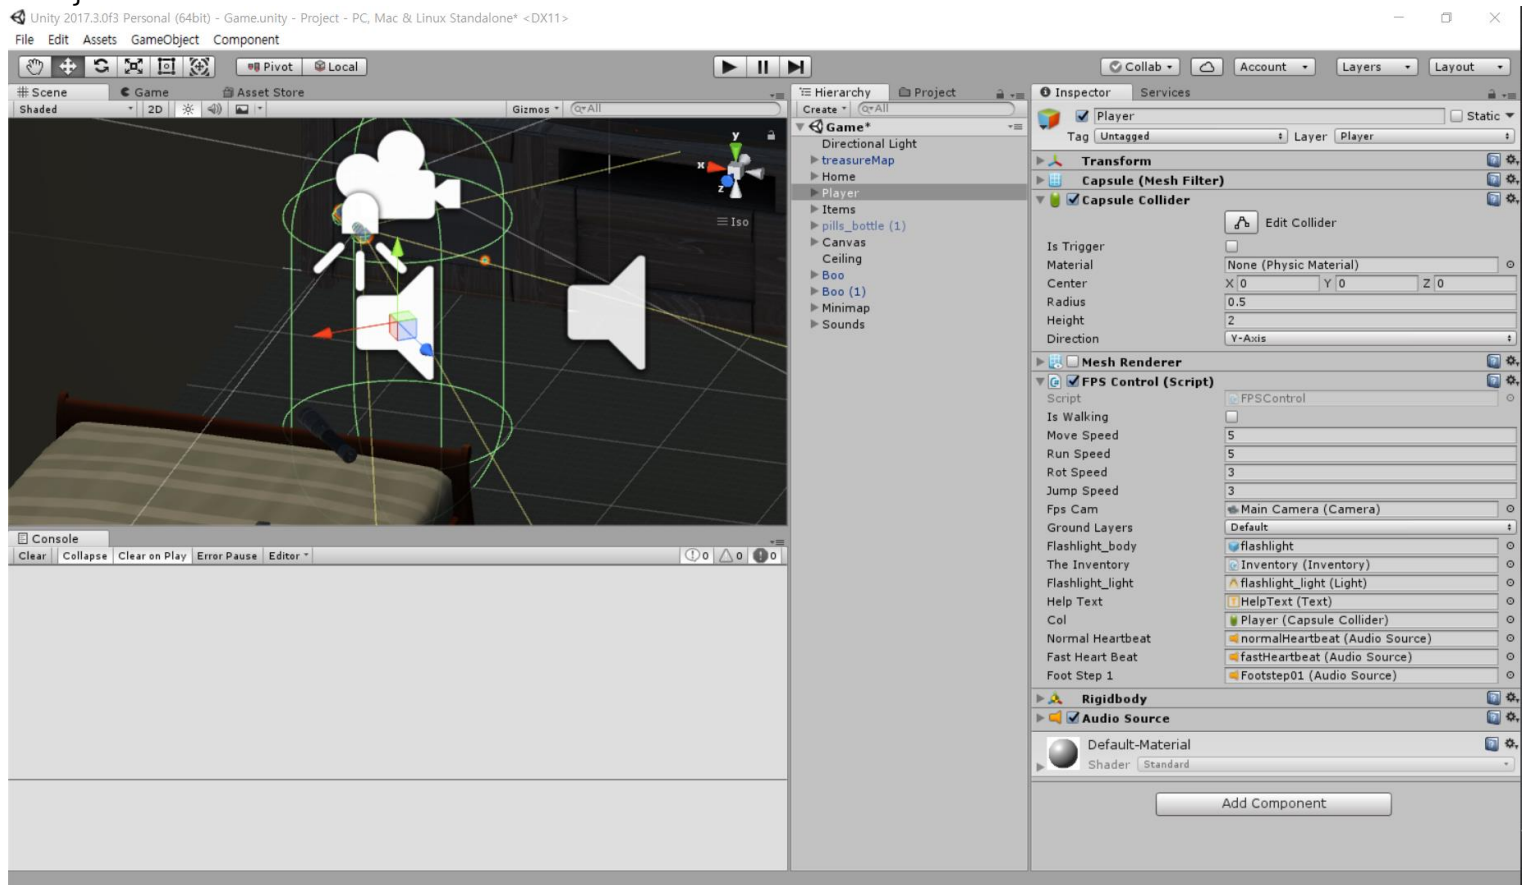 Unity 2017.3.0f3 Personal (64bit) - Game.unity - Project - PC, Mac & Linux Standalone* <DX11>
File Edit Assets GameObject Component
Pivot Local Collab Account Layers Layout
Scene Game Asset Store
Shaded 2D Gizmos All
y
x
z
Iso
Console
Clear Collapse Clear on Play Error Pause Editor 0 0 0
Hierarchy Project
Create All
Game*
Directional Light
treasureMap
Home
Player
Items
pills_bottle (1)
Canvas
Ceiling
Boo
Boo (1)
Minimap
Sounds
Inspector Services
Player Static
Tag Untagged Layer Player
Transform
Capsule (Mesh Filter)
Capsule Collider
Edit Collider
Is Trigger
Material None (Physic Material)
Center X 0 Y 0 Z 0
Radius 0.5
Height 2
Direction Y-Axis
Mesh Renderer
FPS Control (Script)
Script FPSControl
Is Walking
Move Speed 5
Run Speed 5
Rot Speed 3
Jump Speed 3
Fps Cam Main Camera (Camera)
Ground Layers Default
Flashlight_body flashlight
The Inventory Inventory (Inventory)
Flashlight_light flashlight_light (Light)
Help Text HelpText (Text)
Col Player (Capsule Collider)
Normal Heartbeat normalHeartbeat (Audio Source)
Fast Heart Beat fastHeartbeat (Audio Source)
Foot Step 1 Footstep01 (Audio Source)
Rigidbody
Audio Source
Default-Material
Shader Standard
Add Component